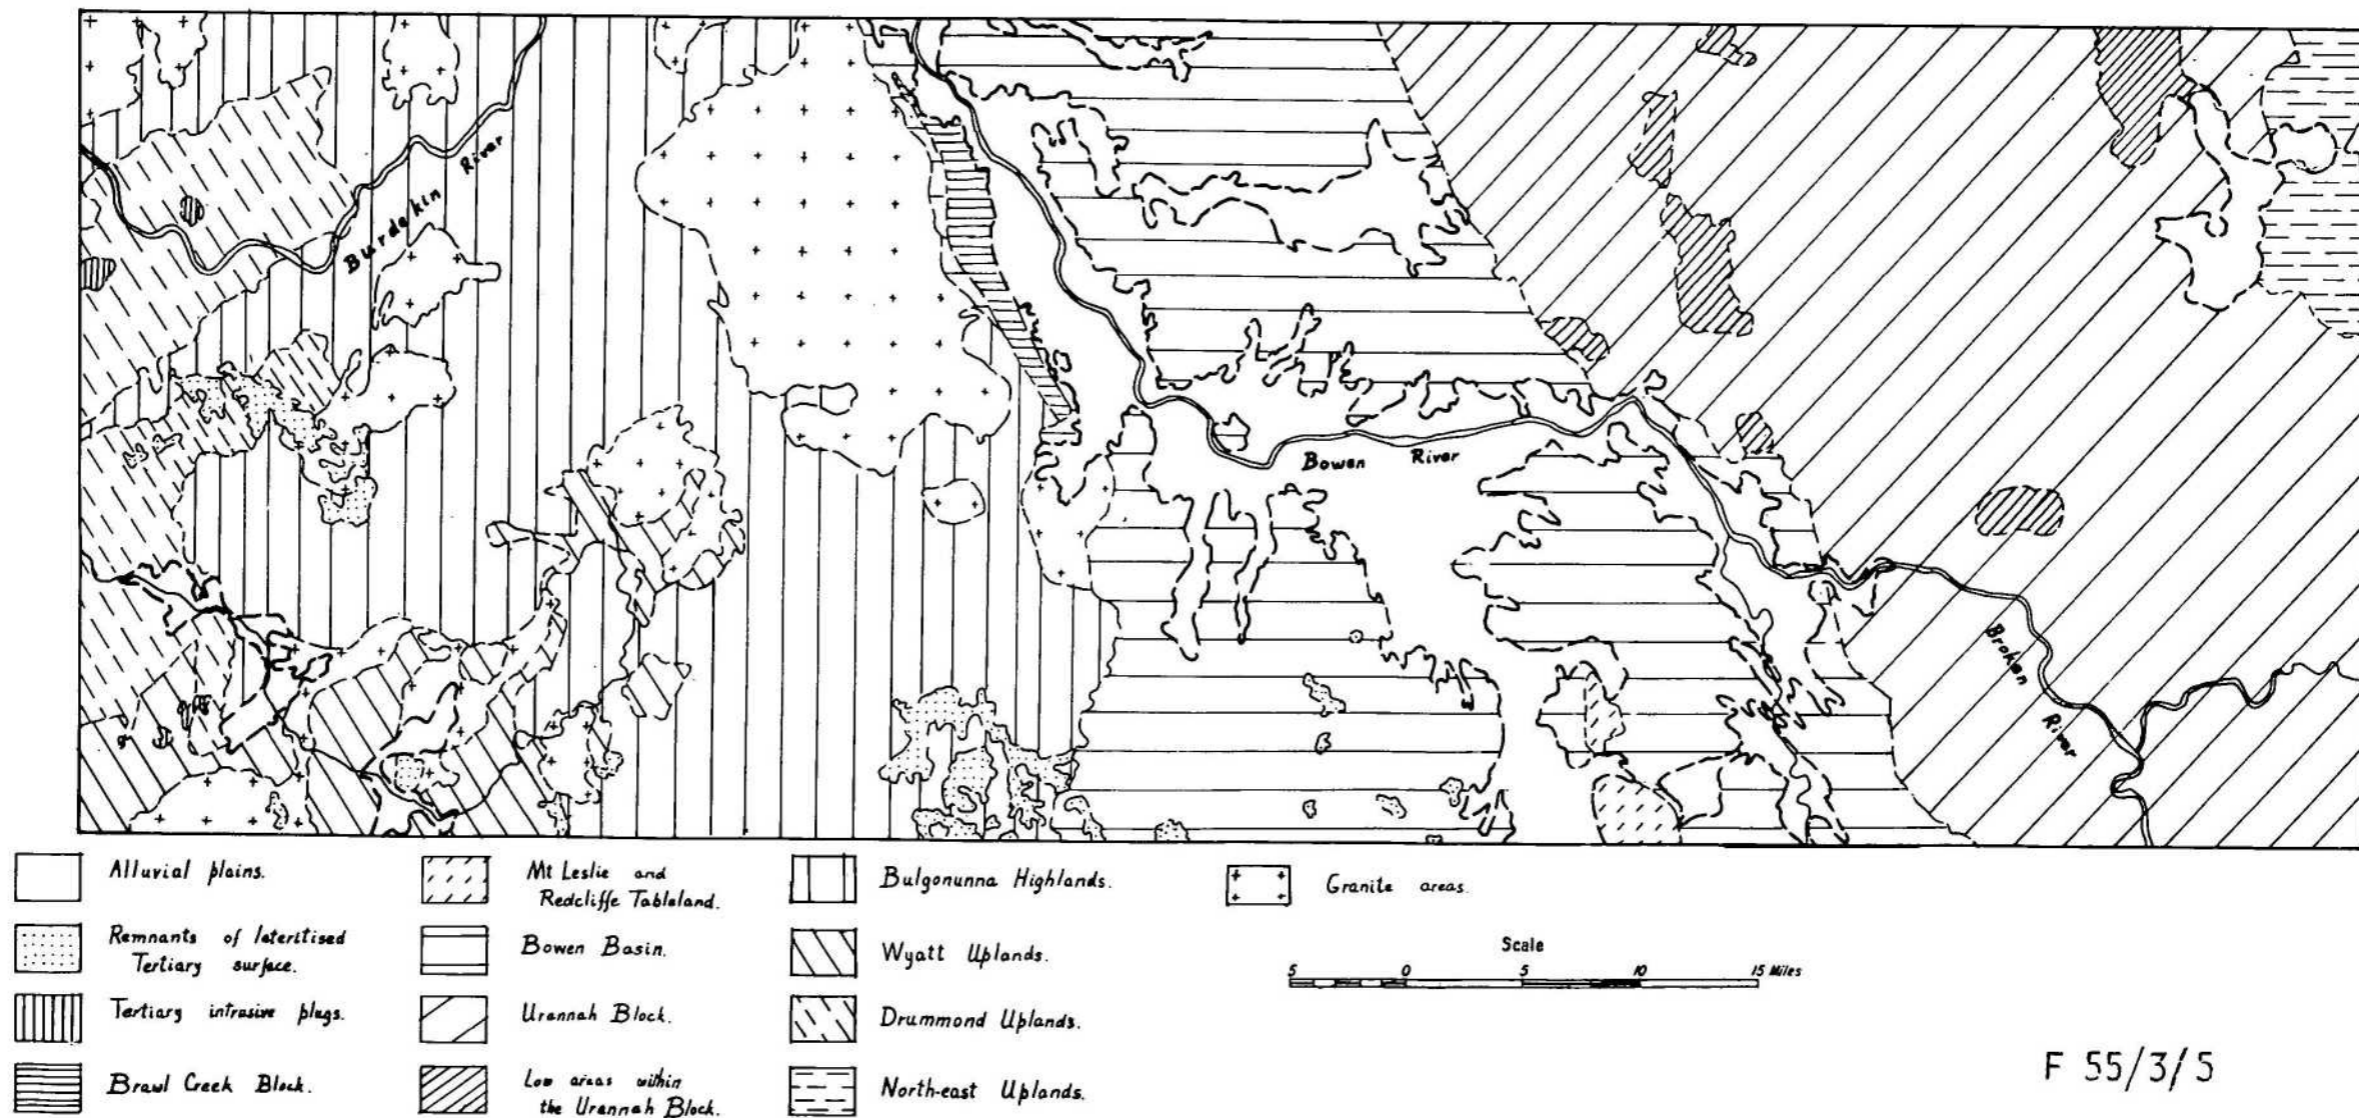 Burdekin River
Bowen River
Broken River
Alluvial plains.
Remnants of lateritised
Tertiary surface.
Tertiary intrusive plugs.
Brawl Creek Block.
Mt Leslie and
Redcliffe Tableland.
Bowen Basin.
Urannah Block.
Low areas within
the Urannah Block.
Bulgonunna Highlands.
Wyatt Uplands.
Drummond Uplands.
North-east Uplands.
Granite areas.
Scale
5 0 5 10 15 Miles
F 55/3/5